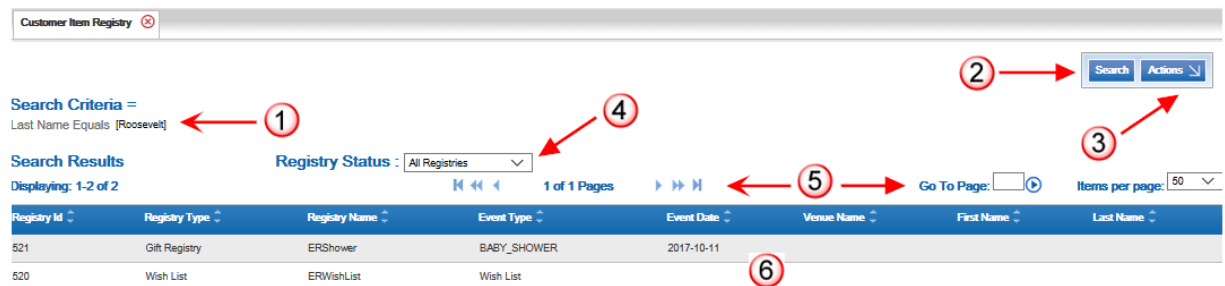 Customer Item Registry
2 Search Actions
Search Criteria =
Last Name Equals [Roosevelt] 1
4
3
Search Results Registry Status : All Registries
Displaying: 1-2 of 2 1 of 1 Pages 5 Go To Page: Items per page: 50
Registry Id Registry Type Registry Name Event Type Event Date Venue Name First Name Last Name
521 Gift Registry ERShower BABY_SHOWER 2017-10-11
6
520 Wish List ERWishList Wish List